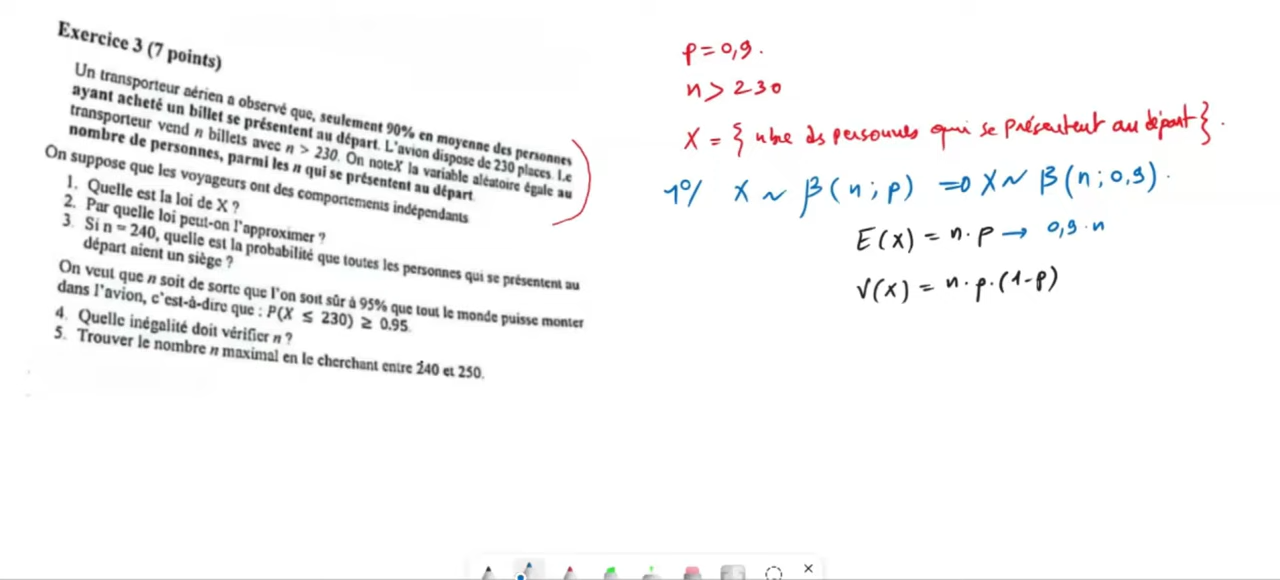 Exercice 3 (7 points)
Un transporteur aérien a observé que, seulement 90% en moyenne des personnes
ayant acheté un billet se présentent au départ. L'avion dispose de 230 places. Le
transporteur vend n billets avec n > 230. On noteX la variable aléatoire égale au
nombre de personnes, parmi les n qui se présentent au départ
On suppose que les voyageurs ont des comportements indépendants
1. Quelle est la loi de X ?
2. Par quelle loi peut-on l'approximer ?
3. Si n = 240, quelle est la probabilité que toutes les personnes qui se présentent au
départ aient un siège ?
On veut que n soit de sorte que l'on soit sûr à 95% que tout le monde puisse monter
dans l'avion, c'est-à-dire que : P(X ≤ 230) ≥ 0.95.
4. Quelle inégalité doit vérifier n ?
5. Trouver le nombre n maximal en le cherchant entre 240 et 250.
p = 0,9.
n > 230
X = { nbre ds personnes qui se présentent au départ }.
1°/ X ~ β(n ; p) ⇒ X ~ β(n ; 0,9).
E(x) = n · p → 0,9 · n
V(x) = n · p · (1-p)